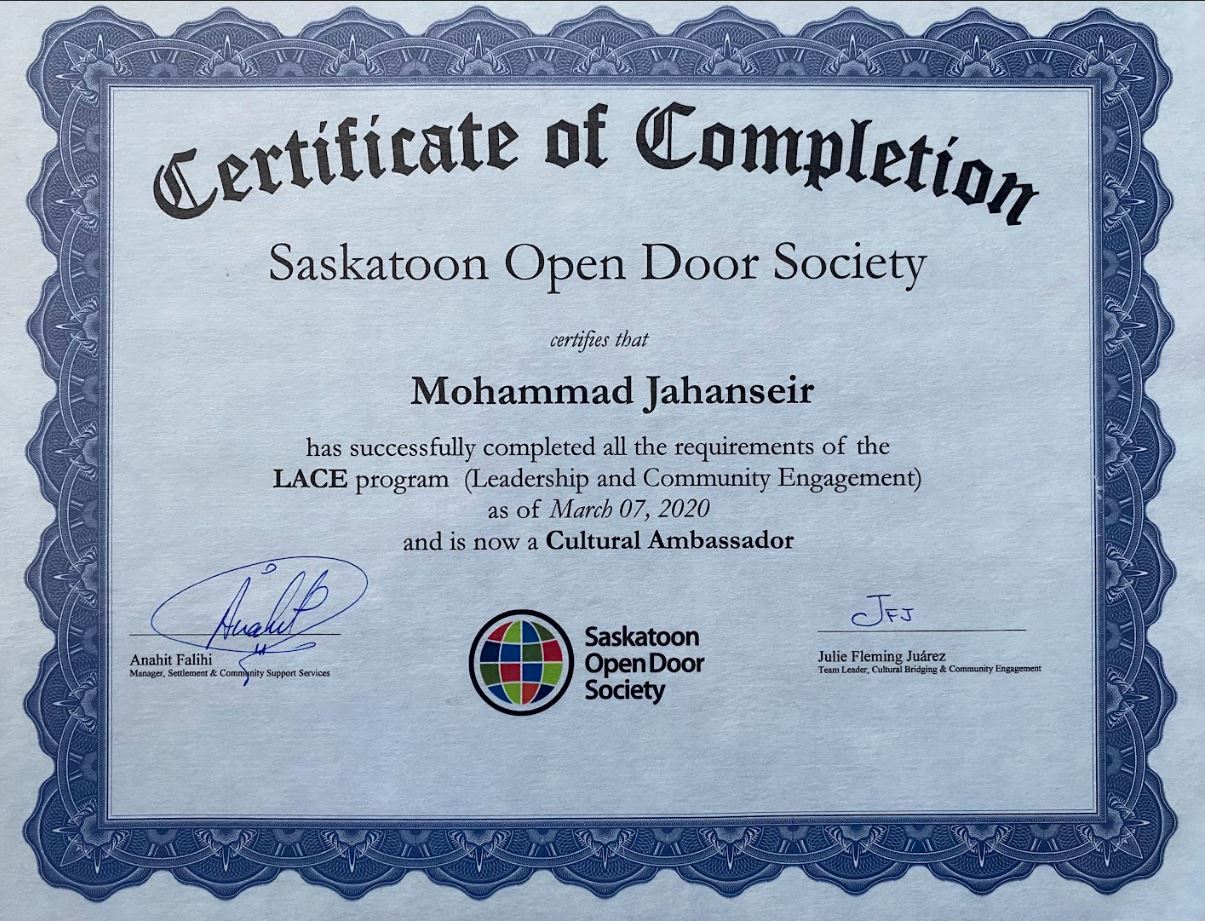 Certificate of Completion
Saskatoon Open Door Society
certifies that
Mohammad Jahanseir
has successfully completed all the requirements of the
LACE program (Leadership and Community Engagement)
as of March 07, 2020
and is now a Cultural Ambassador
Anahit
Anahit Falihi
Manager, Settlement & Community Support Services
Saskatoon
Open Door
Society
JFJ
Julie Fleming Juárez
Team Leader, Cultural Bridging & Community Engagement